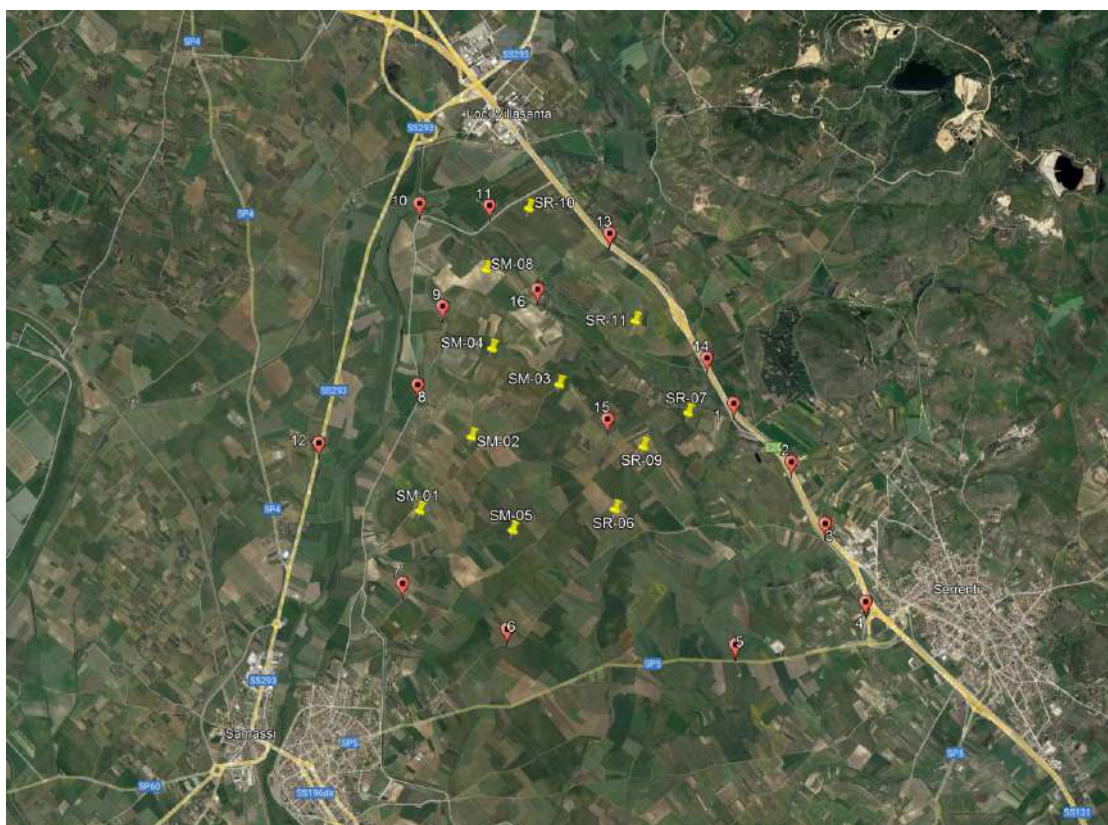 SP4
SS293
Loc. Villasanta
SS293
10
11
SR-10
SP4
13
SM-08
16
9
SR-11
SM-04
14
SM-03
SS293
8
1
SR-07
15
12
SM-02
SR-09
2
SM-01
SP4
SR-06
SM-05
3
7
Serrenti
4
6
5
SP5
SS293
Samassi
SP5
SP5
SP60
SS196dir
SS131